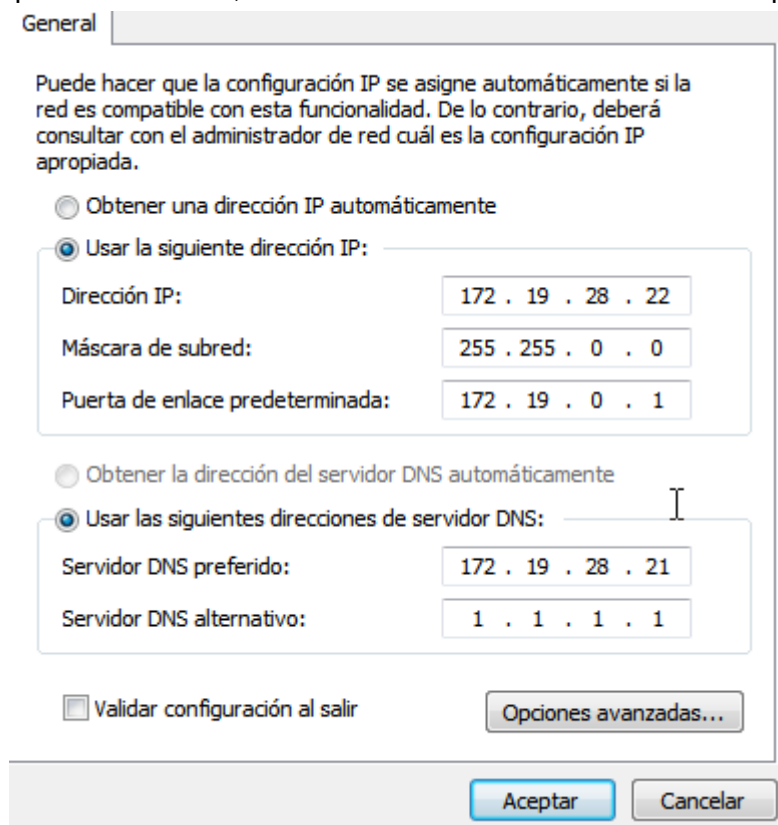 General
Puede hacer que la configuración IP se asigne automáticamente si la
red es compatible con esta funcionalidad. De lo contrario, deberá
consultar con el administrador de red cuál es la configuración IP
apropiada.
Obtener una dirección IP automáticamente
Usar la siguiente dirección IP:
Dirección IP: 172 . 19 . 28 . 22
Máscara de subred: 255 . 255 . 0 . 0
Puerta de enlace predeterminada: 172 . 19 . 0 . 1
Obtener la dirección del servidor DNS automáticamente
Usar las siguientes direcciones de servidor DNS:
Servidor DNS preferido: 172 . 19 . 28 . 21
Servidor DNS alternativo: 1 . 1 . 1 . 1
Validar configuración al salir Opciones avanzadas...
Aceptar Cancelar